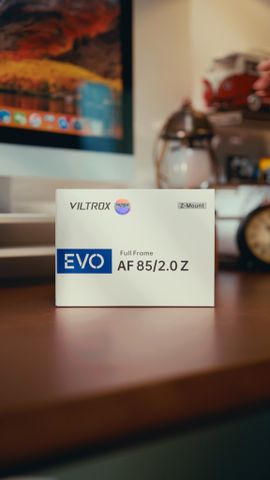 VILTROX
Z-Mount
EVO
Full Frame
AF 85/2.0 Z